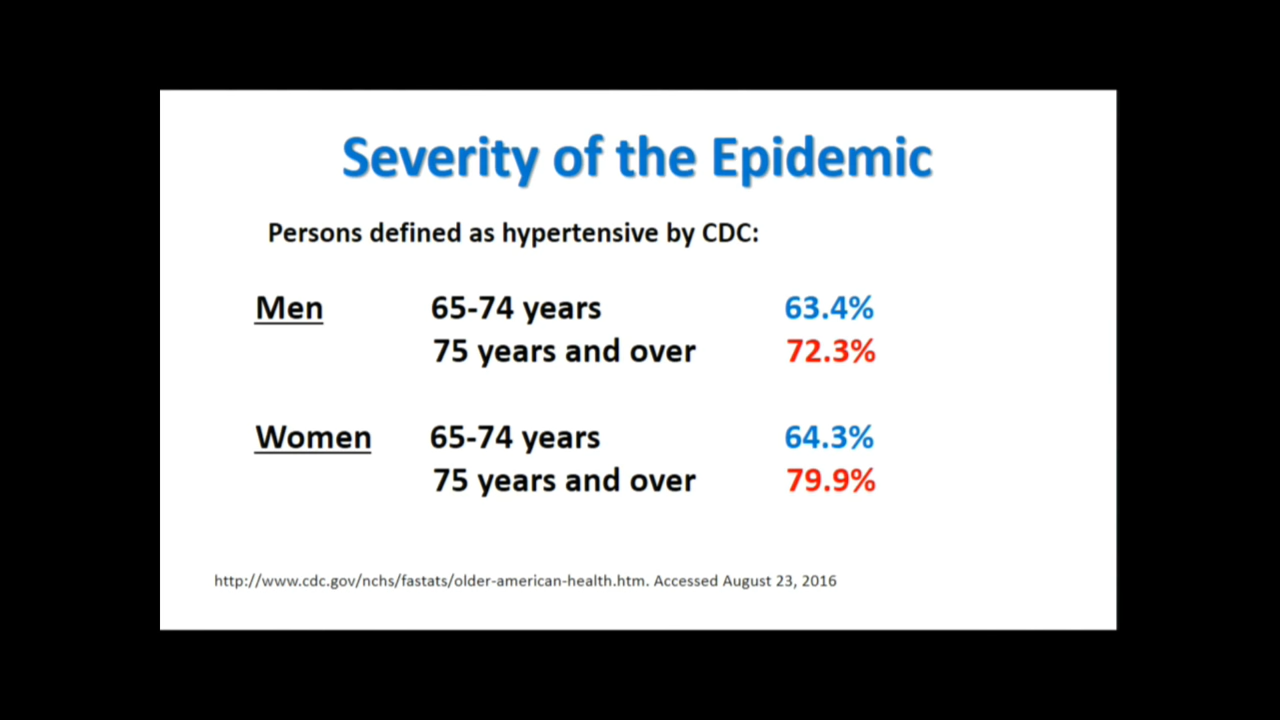 Severity of the Epidemic
Persons defined as hypertensive by CDC:
Men 65-74 years 63.4%
75 years and over 72.3%
Women 65-74 years 64.3%
75 years and over 79.9%
http://www.cdc.gov/nchs/fastats/older-american-health.htm. Accessed August 23, 2016